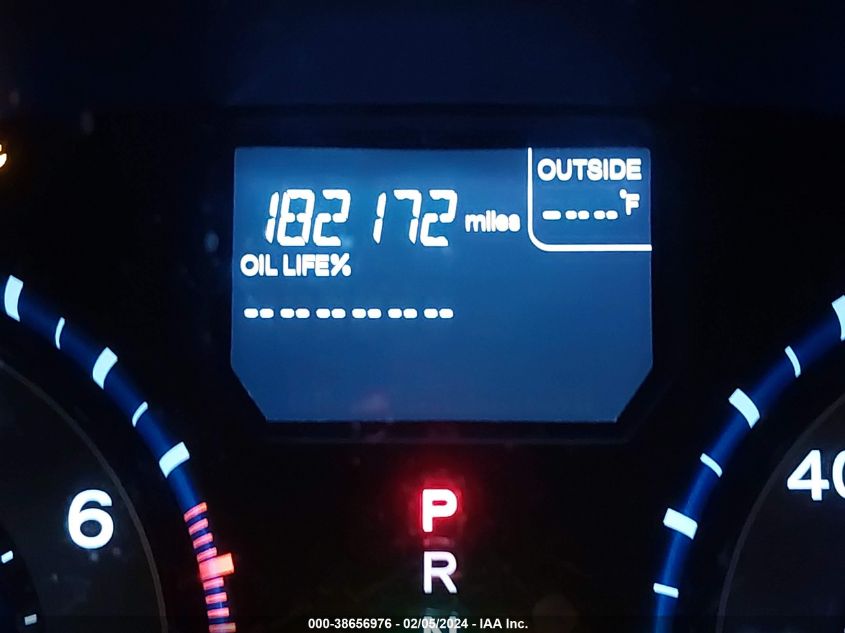 OUTSIDE
182172 miles
----°F
OIL LIFE%
-- -- -- -- -- --
6
40
P
R
N
000-38656976 - 02/05/2024 - IAA Inc.